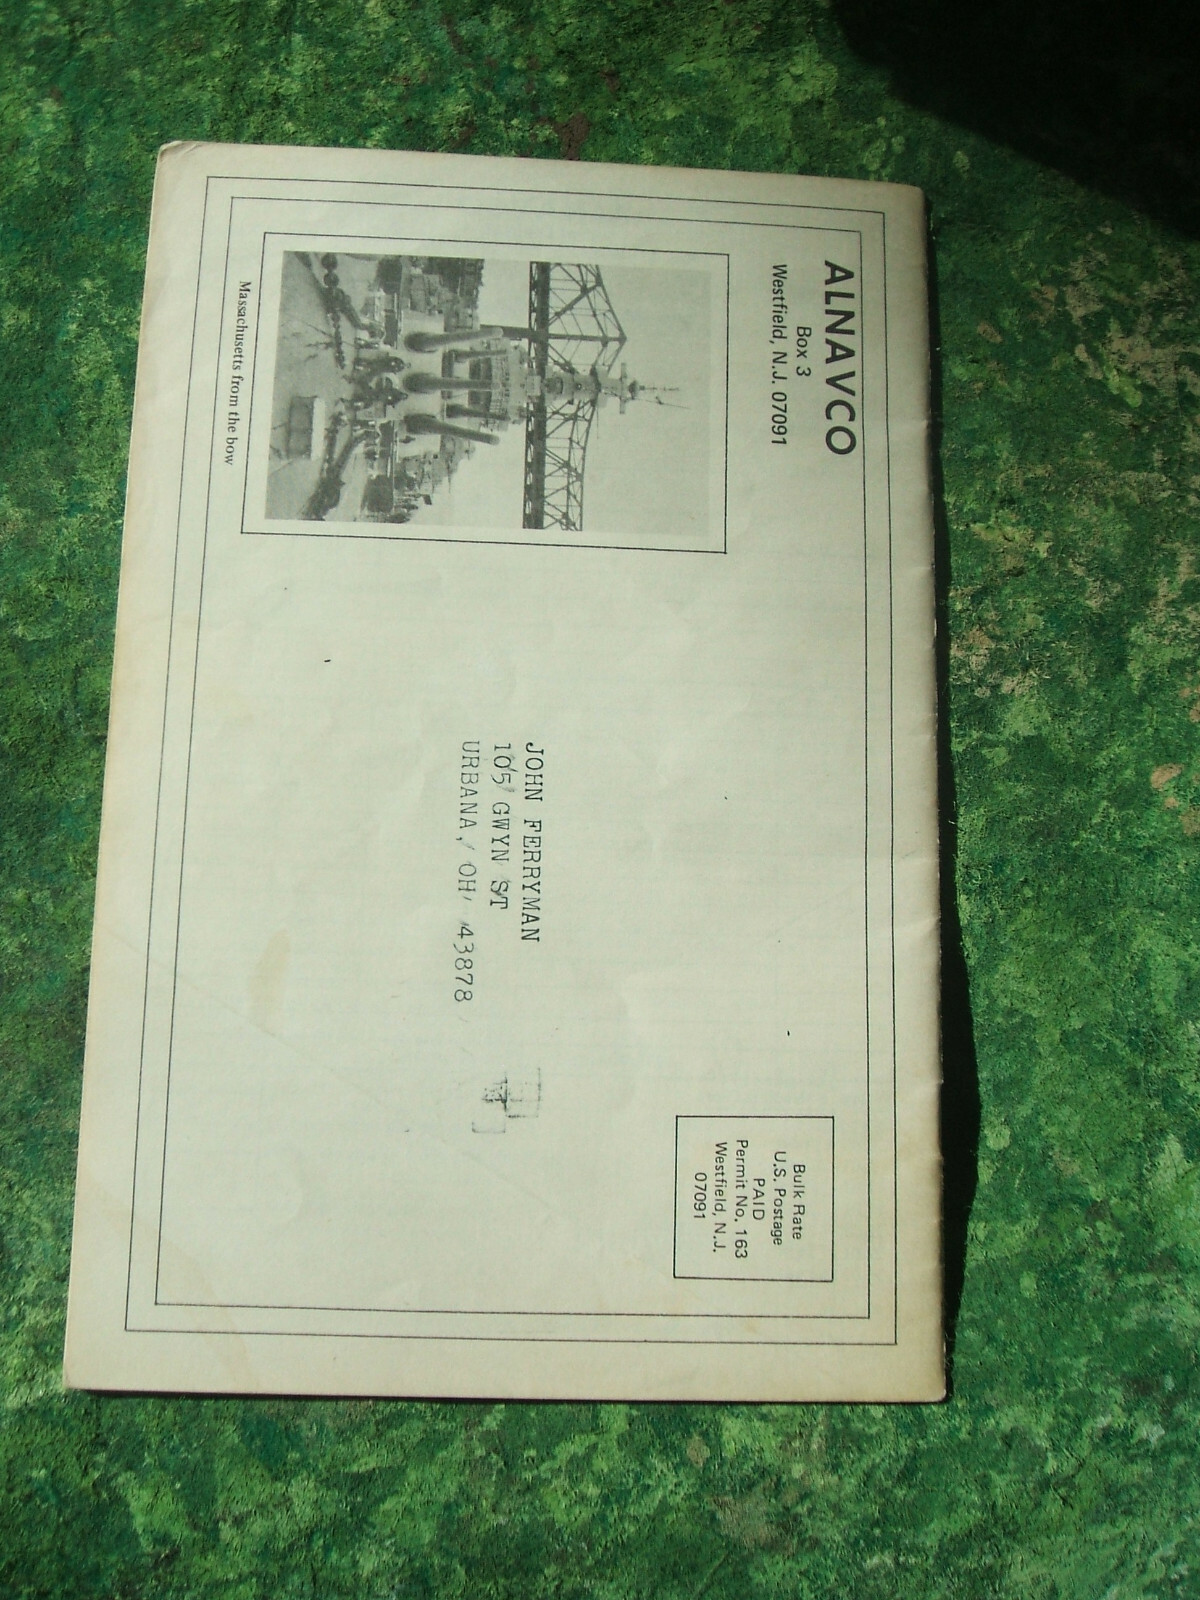 ALNAVCO
Box 3
Westfield, N.J. 07091
Massachusetts from the bow
Bulk Rate
U.S. Postage
PAID
Permit No. 163
Westfield, N.J.
07091
JOHN FERRYMAN
105 GWYN ST
URBANA, OH 43878